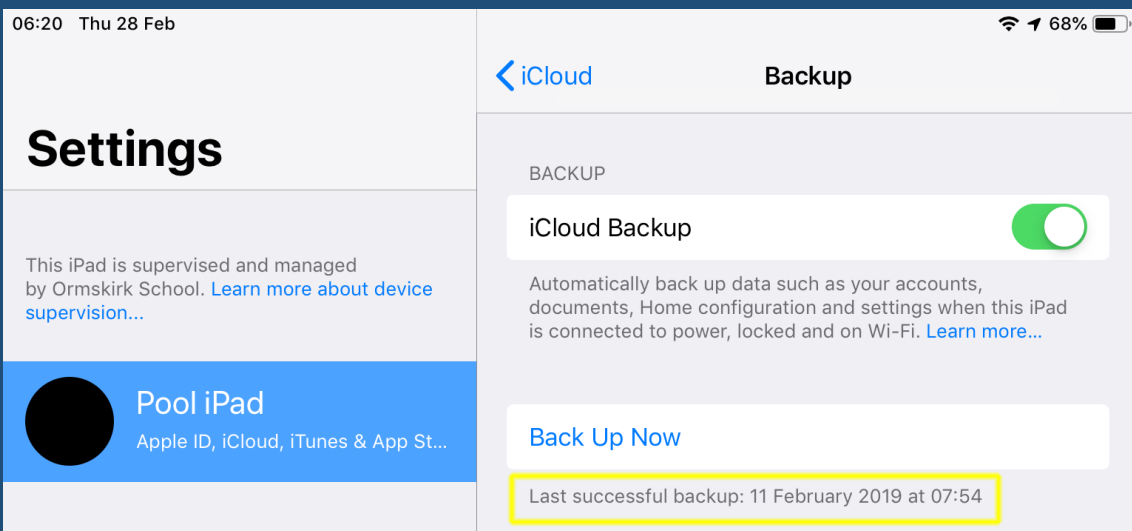 06:20 Thu 28 Feb
68%
Settings
This iPad is supervised and managed
by Ormskirk School. Learn more about device
supervision...
Pool iPad
Apple ID, iCloud, iTunes & App St...
iCloud
Backup
BACKUP
iCloud Backup
Automatically back up data such as your accounts,
documents, Home configuration and settings when this iPad
is connected to power, locked and on Wi-Fi. Learn more...
Back Up Now
Last successful backup: 11 February 2019 at 07:54